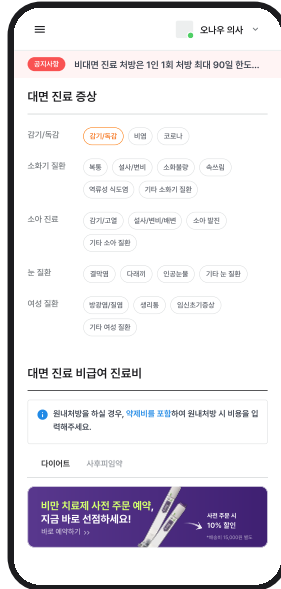 오나우 의사
공지사항 비대면 진료 처방은 1인 1회 처방 최대 90일 한도...
대면 진료 증상
감기/독감 감기/독감 비염 코로나
소화기 질환 복통 설사/변비 소화불량 속쓰림
역류성 식도염 기타 소화기 질환
소아 진료 감기/고열 설사/변비/배변 소아 발진
기타 소아 질환
눈 질환 결막염 다래끼 인공눈물 기타 눈 질환
여성 질환 방광염/질염 생리통 임신초기증상
기타 여성 질환
대면 진료 비급여 진료비
원내처방을 하실 경우, 약제비를 포함하여 원내처방 시 비용을 입
력해주세요.
다이어트 사후피임약
비만 치료제 사전 주문 예약,
지금 바로 선점하세요!
바로 예약하기 >>
사전 주문 시
10% 할인
*배송비 15,000원 별도